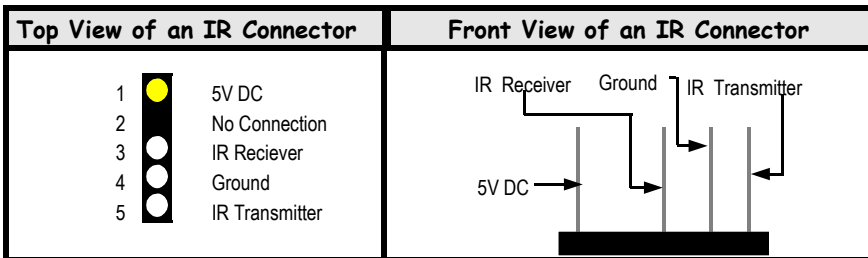 Top View of an IR Connector
Front View of an IR Connector
1 5V DC
2 No Connection
3 IR Reciever
4 Ground
5 IR Transmitter
IR Receiver Ground IR Transmitter
5V DC